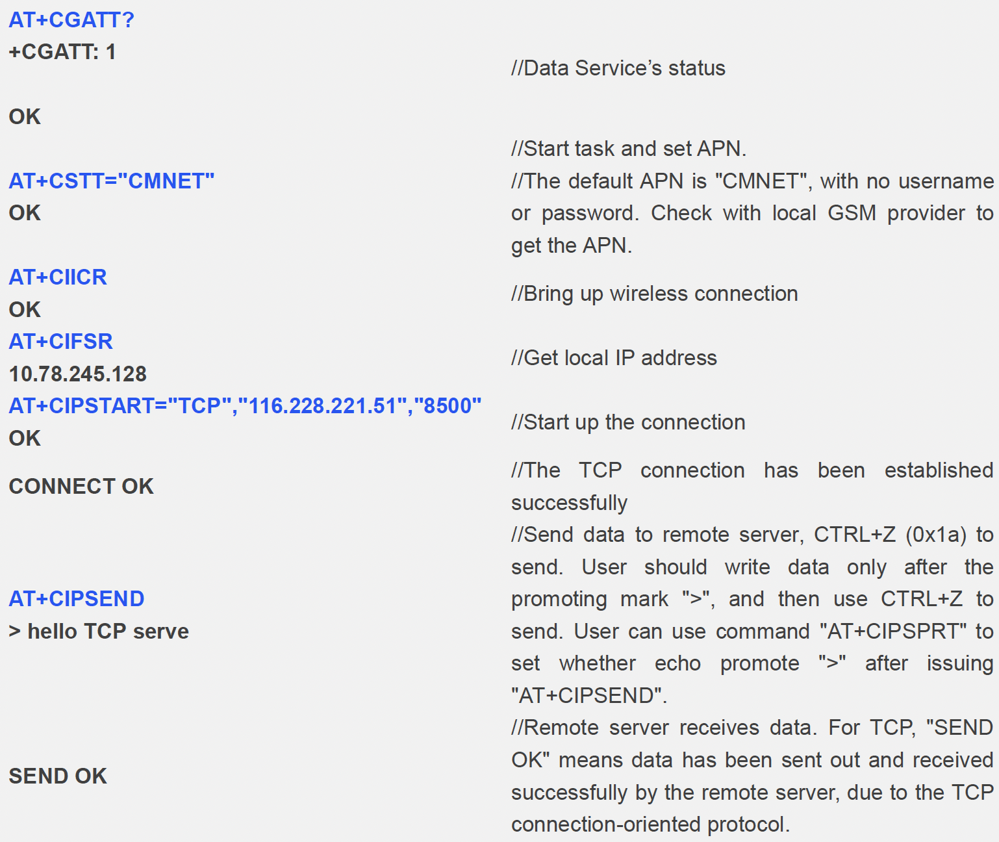 AT+CGATT?
+CGATT: 1
//Data Service’s status
OK
//Start task and set APN.
AT+CSTT="CMNET"
//The default APN is "CMNET", with no username
OK
or password. Check with local GSM provider to
get the APN.
AT+CIICR
//Bring up wireless connection
OK
AT+CIFSR
//Get local IP address
10.78.245.128
AT+CIPSTART="TCP","116.228.221.51","8500"
//Start up the connection
OK
//The TCP connection has been established
CONNECT OK
successfully
//Send data to remote server, CTRL+Z (0x1a) to
send. User should write data only after the
AT+CIPSEND
promoting mark ">", and then use CTRL+Z to
> hello TCP serve
send. User can use command "AT+CIPSPRT" to
set whether echo promote ">" after issuing
"AT+CIPSEND".
//Remote server receives data. For TCP, "SEND
OK" means data has been sent out and received
SEND OK
successfully by the remote server, due to the TCP
connection-oriented protocol.